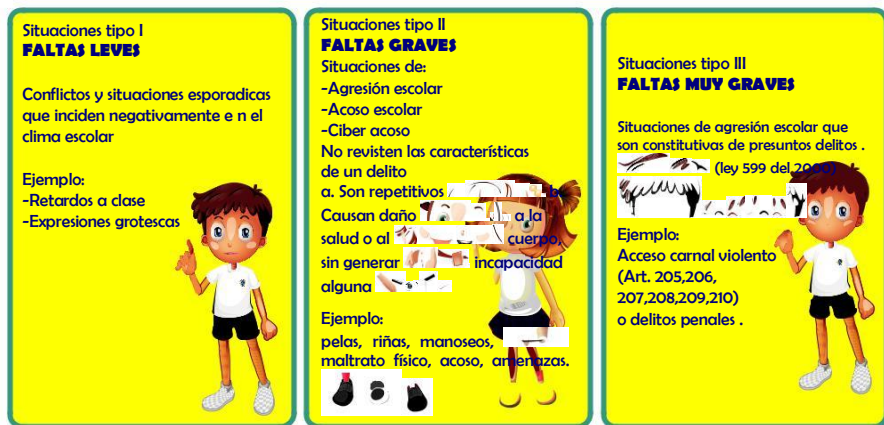 Situaciones tipo I
FALTAS LEVES
Conflictos y situaciones esporadicas
que inciden negativamente e n el
clima escolar
Ejemplo:
-Retardos a clase
-Expresiones grotescas
Situaciones tipo II
FALTAS GRAVES
Situaciones de:
-Agresión escolar
-Acoso escolar
-Ciber acoso
No revisten las características
de un delito
a. Son repetitivos b
Causan daño a la
salud o al cuerpo,
sin generar incapacidad
alguna
Ejemplo:
pelas, riñas, manoseos,
maltrato físico, acoso, amenazas.
Situaciones tipo III
FALTAS MUY GRAVES
Situaciones de agresión escolar que
son constitutivas de presuntos delitos .
(ley 599 del 2000)
Ejemplo:
Acceso carnal violento
(Art. 205,206,
207,208,209,210)
o delitos penales .